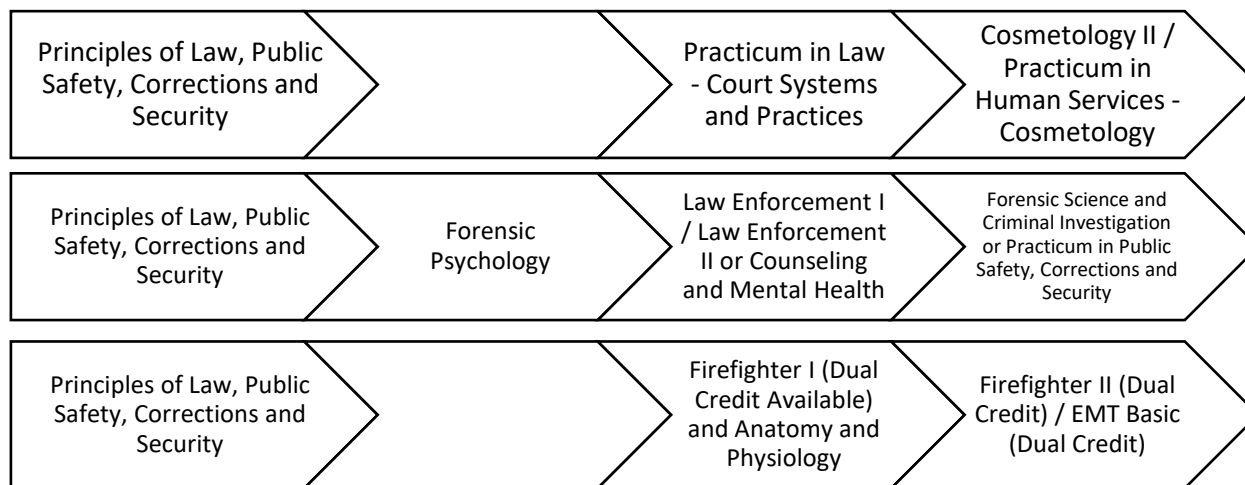 Principles of Law, Public
Safety, Corrections and
Security
Practicum in Law
- Court Systems
and Practices
Cosmetology II /
Practicum in
Human Services -
Cosmetology
Principles of Law, Public
Safety, Corrections and
Security
Forensic
Psychology
Law Enforcement I
/ Law Enforcement
II or Counseling
and Mental Health
Forensic Science and
Criminal Investigation
or Practicum in Public
Safety, Corrections and
Security
Principles of Law, Public
Safety, Corrections and
Security
Firefighter I (Dual
Credit Available)
and Anatomy and
Physiology
Firefighter II (Dual
Credit) / EMT Basic
(Dual Credit)